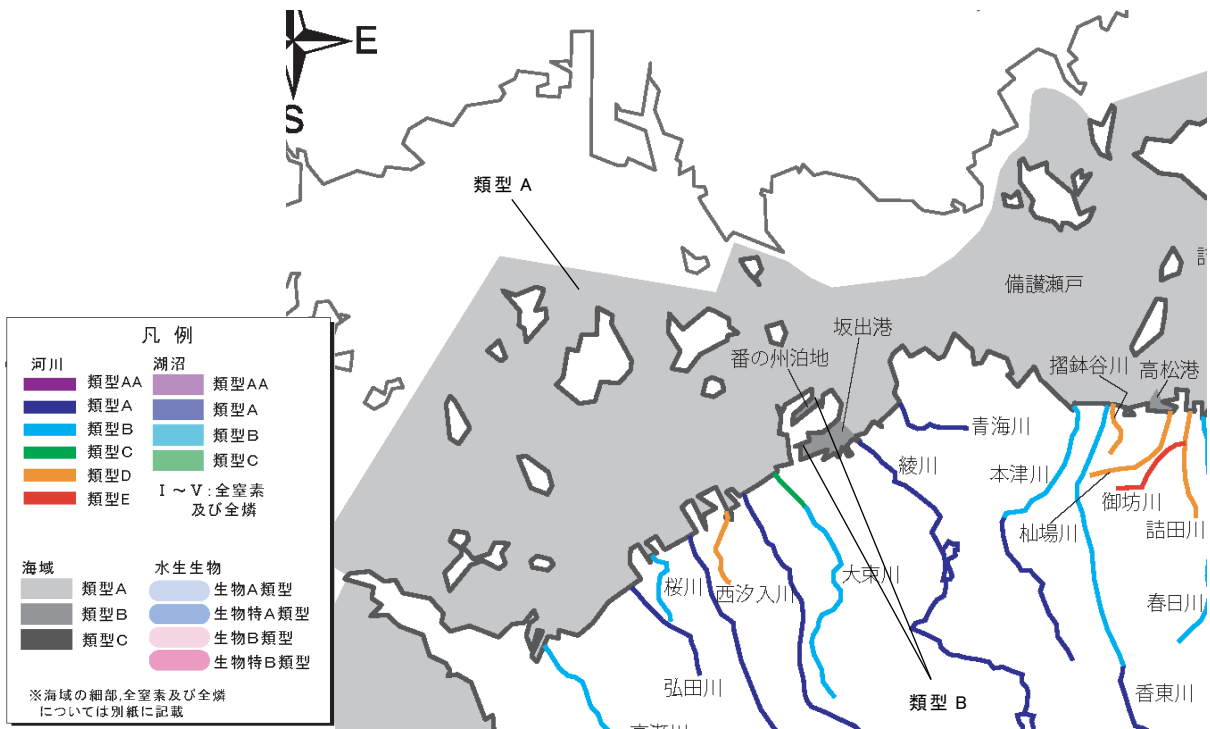 E
S
類型 A
備讃瀬戸
坂出港
番の州泊地
摺鉢谷川
高松港
青海川
綾川
本津川
御坊川
杣場川
詰田川
桜川
西汐入川
大束川
春日川
弘田川
類型 B
香東川
凡 例
河川
類型AA
類型A
類型B
類型C
類型D
類型E
湖沼
類型AA
類型A
類型B
類型C
I ～ V:全窒素
及び全燐
海域
類型A
類型B
類型C
水生生物
生物A類型
生物特A類型
生物B類型
生物特B類型
※海域の細部,全窒素及び全燐
については別紙に記載